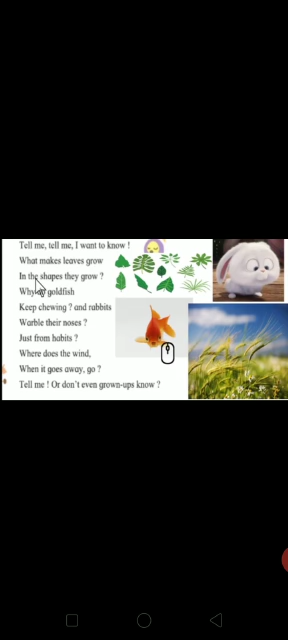 Tell me, tell me, I want to know !
What makes leaves grow
In the shapes they grow ?
Why do goldfish
Keep chewing ? and rabbits
Warble their noses ?
Just from habits ?
Where does the wind,
When it goes away, go ?
Tell me ! Or don't even grown-ups know ?